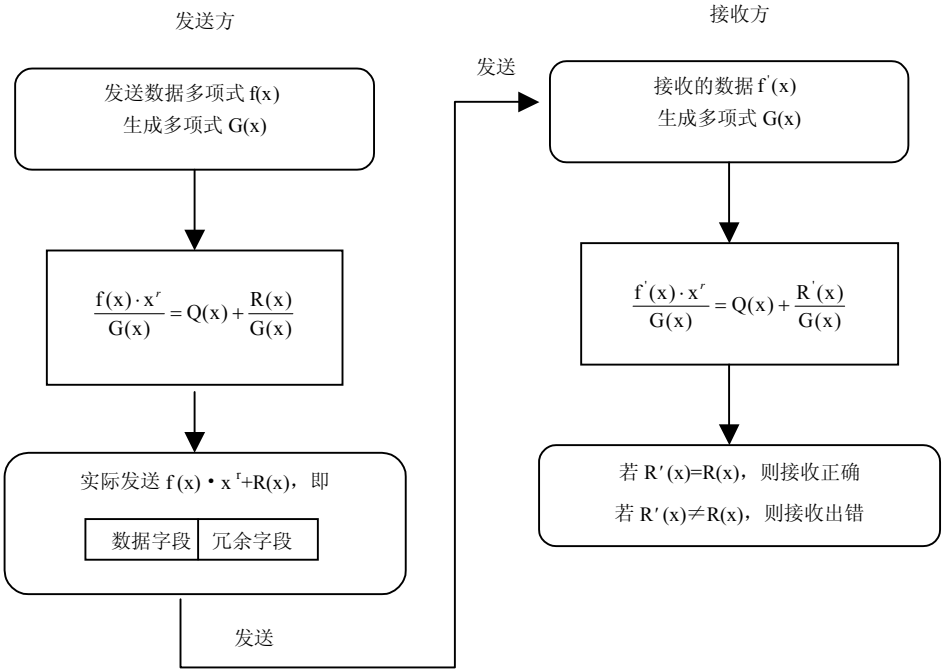 发送方
发送数据多项式 f(x)
生成多项式 G(x)
f(x)·x^r / G(x) = Q(x) + R(x) / G(x)
实际发送 f (x)·x^r+R(x)，即
数据字段 冗余字段
发送
发送
接收方
接收的数据 f'(x)
生成多项式 G(x)
f'(x)·x^r / G(x) = Q(x) + R'(x) / G(x)
若 R′(x)=R(x)，则接收正确
若 R′(x)≠R(x)，则接收出错